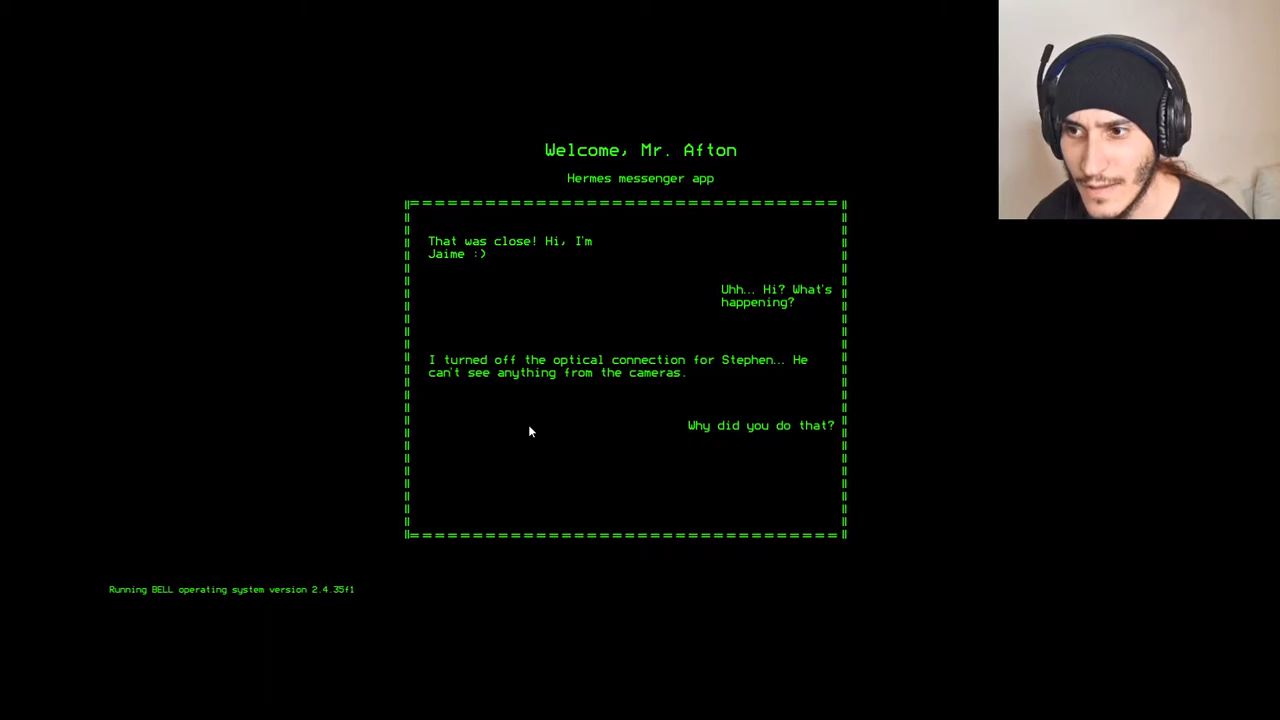 Welcome, Mr. Afton
Hermes messenger app
That was close! Hi, I'm
Jaime :)
Uhh... Hi? What's
happening?
I turned off the optical connection for Stephen... He
can't see anything from the cameras.
Why did you do that?
Running BELL operating system version 2.4.35f1